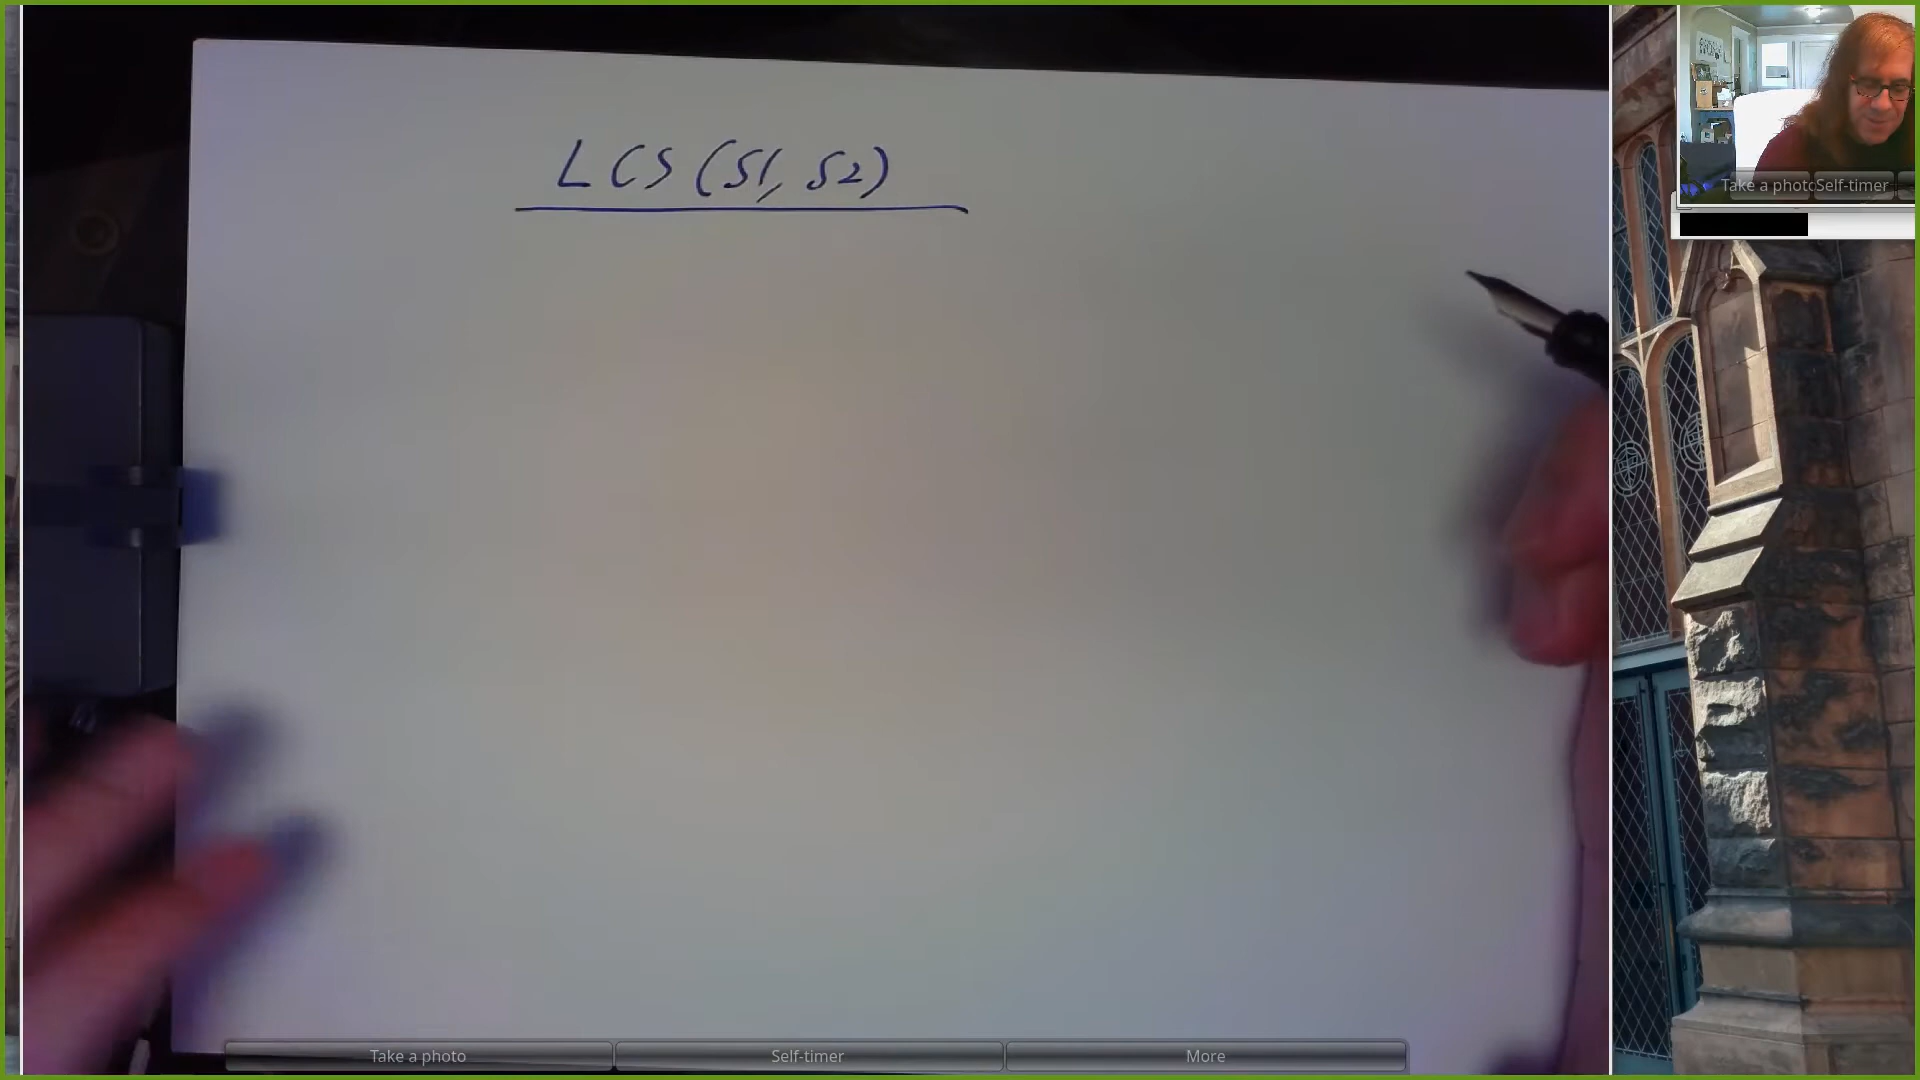 LCS (S1, S2)
Take a photo Self-timer
Take a photo Self-timer More